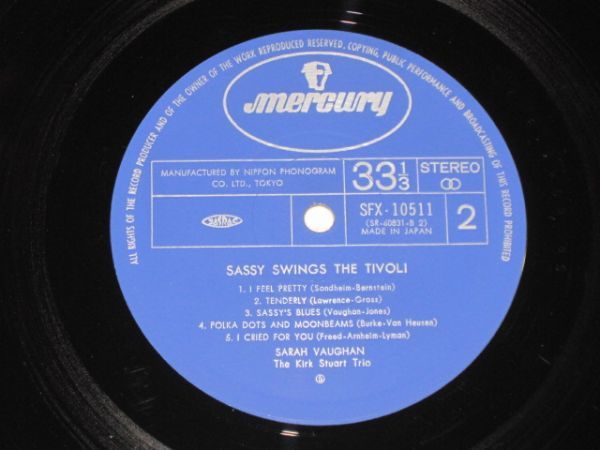 ALL RIGHTS OF THE RECORD PRODUCER AND OF THE OWNER OF THE WORK REPRODUCED RESERVED. COPYING, PUBLIC PERFORMANCE AND BROADCASTING OF THIS RECORD PROHIBITED
mercury
MANUFACTURED BY NIPPON PHONOGRAM
CO. LTD., TOKYO
33 1/3
STEREO
SFX-10511
(SR-60831-B 2)
MADE IN JAPAN
2
SASSY SWINGS THE TIVOLI
1. I FEEL PRETTY (Sondheim-Bernstein)
2. TENDERLY (Lawrence-Gross)
3. SASSY'S BLUES (Vaughan-Jones)
4. POLKA DOTS AND MOONBEAMS (Burke-Van Heusen)
5. I CRIED FOR YOU (Freed-Arnheim-Lyman)
SARAH VAUGHAN
The Kirk Stuart Trio